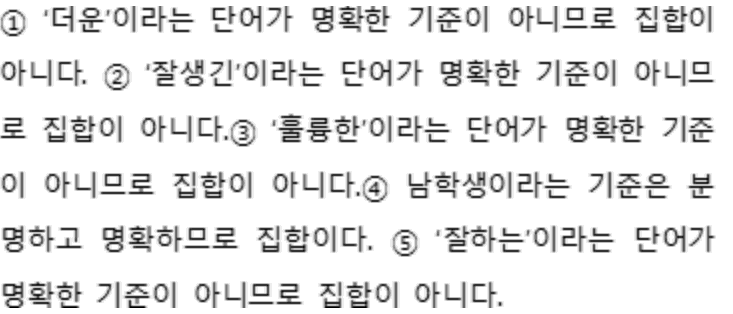 ① ‘더운’이라는 단어가 명확한 기준이 아니므로 집합이
아니다. ② ‘잘생긴’이라는 단어가 명확한 기준이 아니므
로 집합이 아니다.③ ‘훌륭한’이라는 단어가 명확한 기준
이 아니므로 집합이 아니다.④ 남학생이라는 기준은 분
명하고 명확하므로 집합이다. ⑤ ‘잘하는’이라는 단어가
명확한 기준이 아니므로 집합이 아니다.